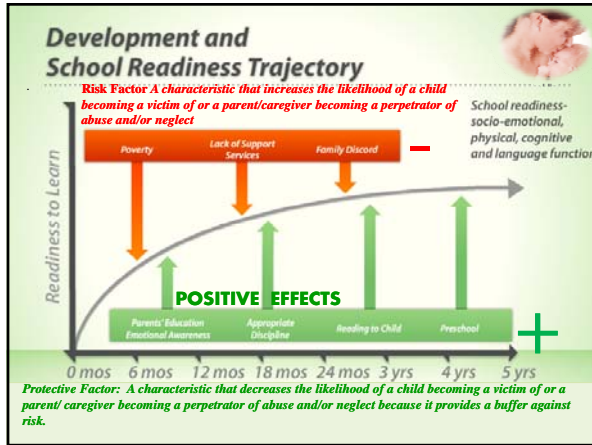 Development and
School Readiness Trajectory
Risk Factor A characteristic that increases the likelihood of a child
becoming a victim of or a parent/caregiver becoming a perpetrator of
abuse and/or neglect
School readiness-
socio-emotional,
physical, cognitive
and language function
Poverty
Lack of Support
Services
Family Discord
−
Readiness to Learn
POSITIVE EFFECTS
Parents' Education
Emotional Awareness
Appropriate
Discipline
Reading to Child
Preschool
+
0 mos 6 mos 12 mos 18 mos 24 mos 3 yrs 4 yrs 5 yrs
Protective Factor: A characteristic that decreases the likelihood of a child becoming a victim of or a
parent/ caregiver becoming a perpetrator of abuse and/or neglect because it provides a buffer against
risk.